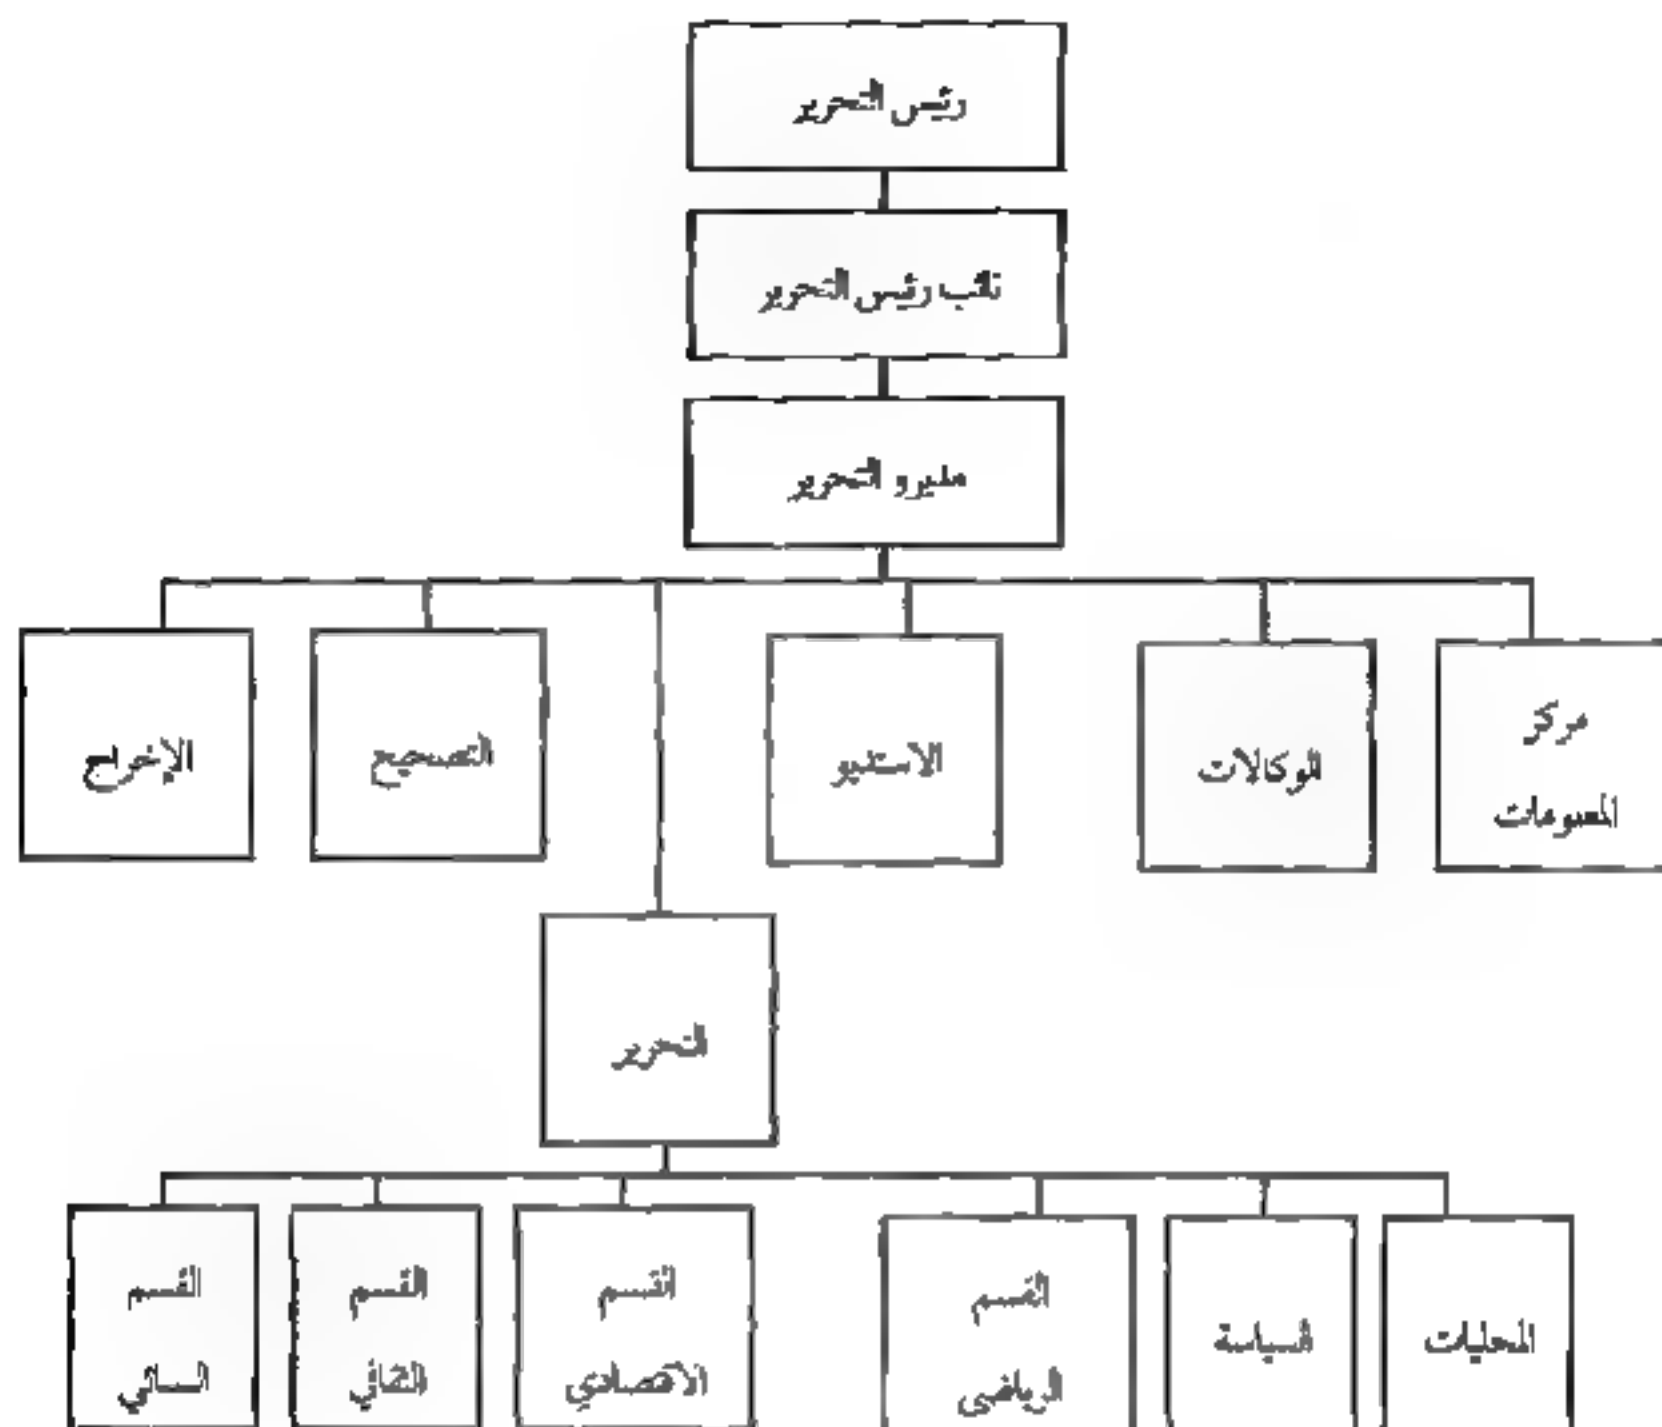 رئيس التحرير
نائب رئيس التحرير
مديرو التحرير
مركز
المعلومات
الوكالات
الاستديو
التصحيح
الإخراج
التحرير
المحليات
السياسة
القسم
الرياضي
القسم
الاقتصادي
القسم
الثقافي
القسم
النسائي